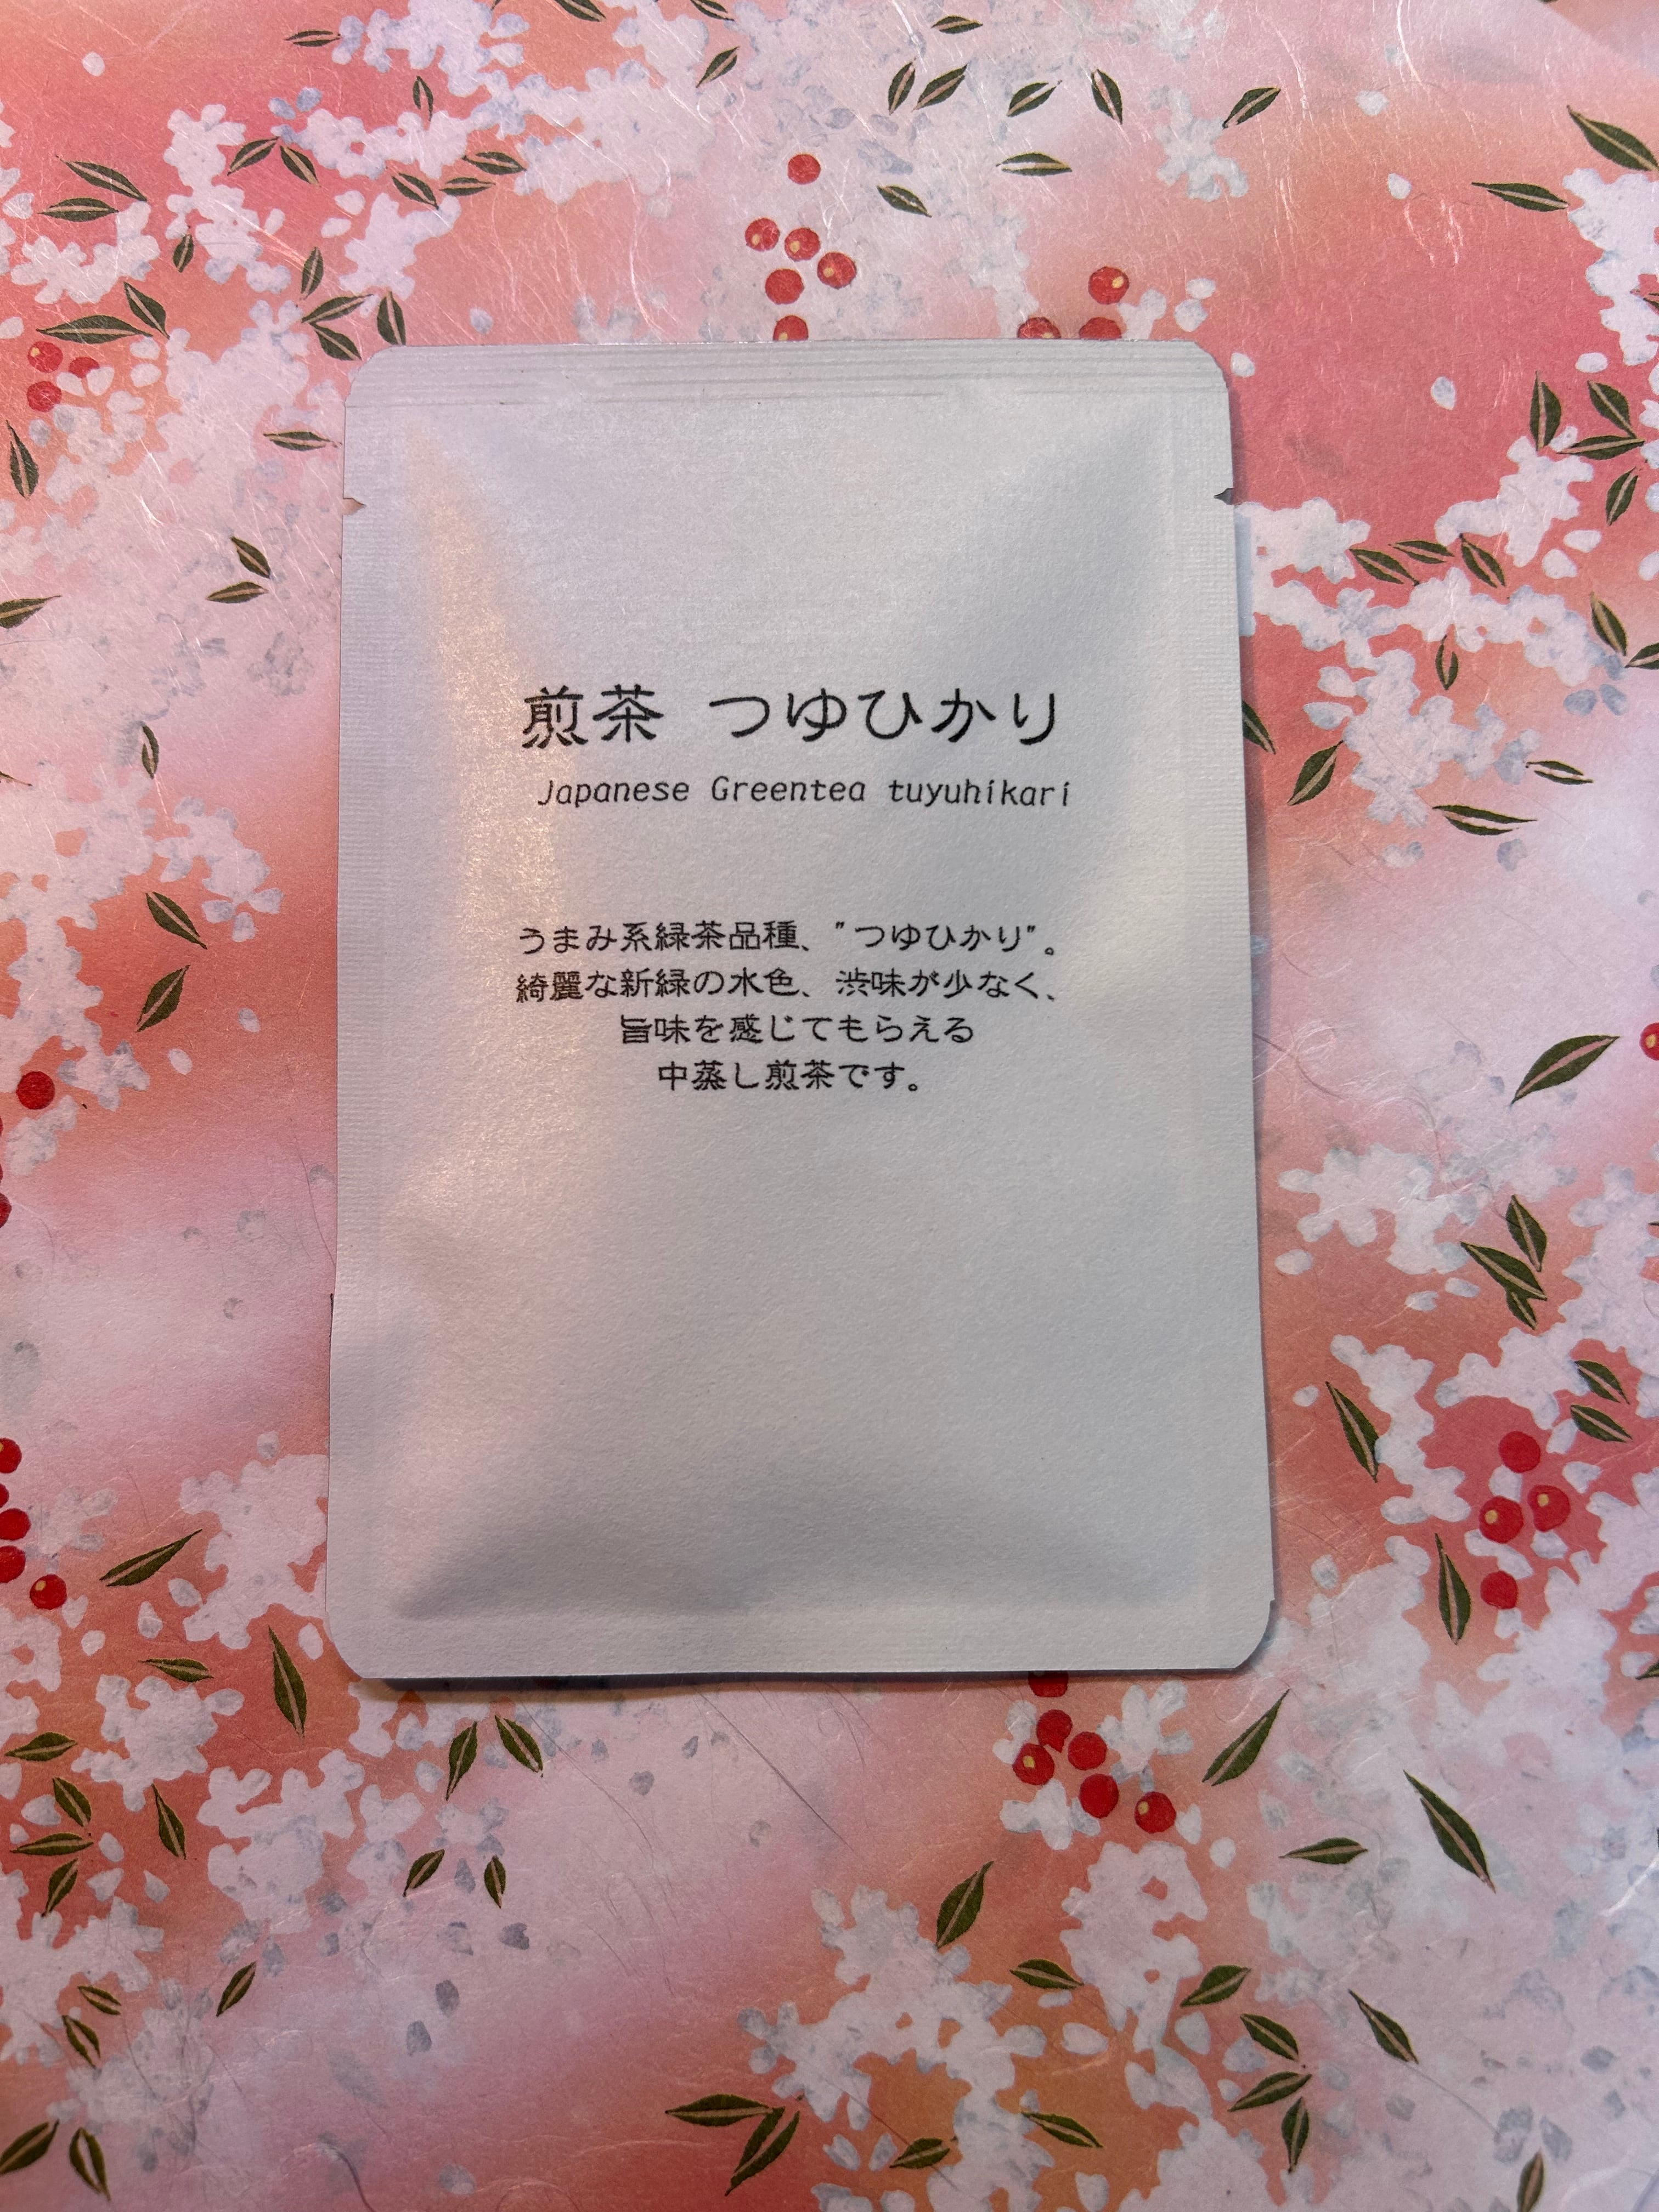 煎茶 つゆひかり
Japanese Greentea tuyuhikari
うまみ系緑茶品種、"つゆひかり"。
綺麗な新緑の水色、渋味が少なく、
旨味を感じてもらえる
中蒸し煎茶です。